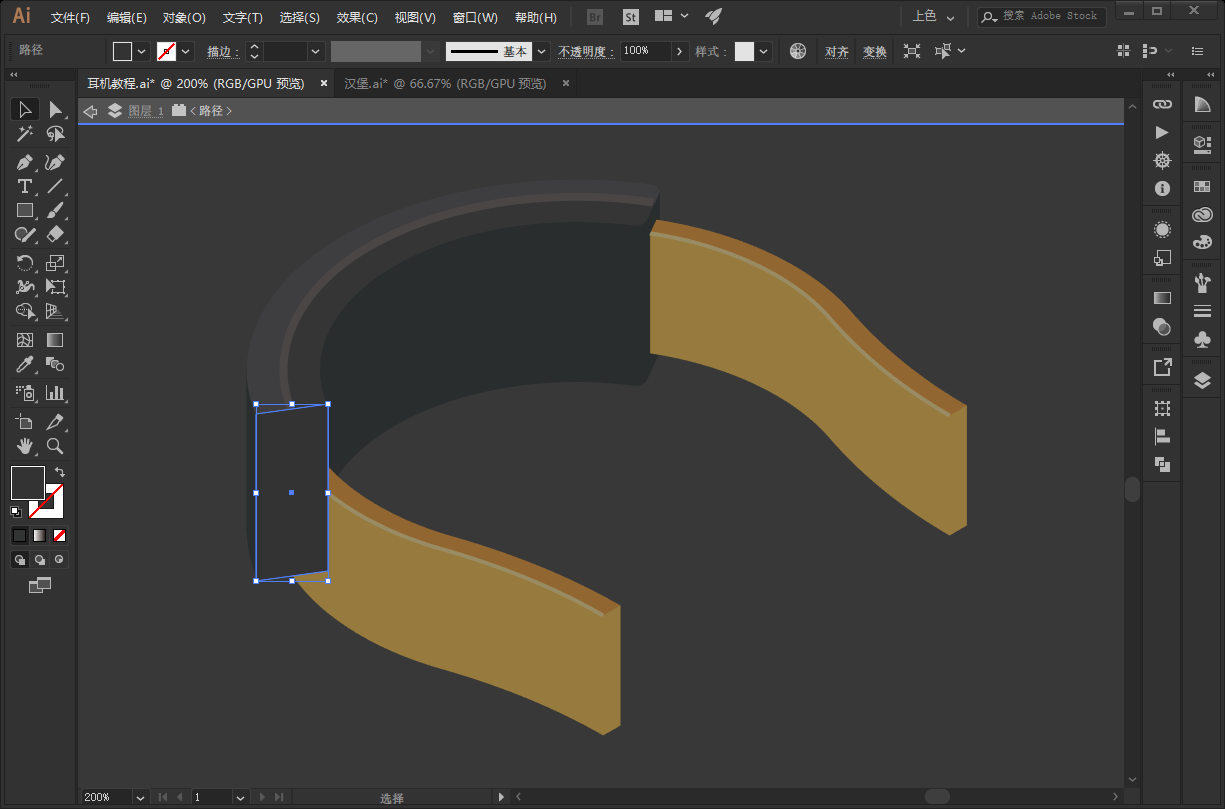 Ai 文件(F) 编辑(E) 对象(O) 文字(T) 选择(S) 效果(C) 视图(V) 窗口(W) 帮助(H) Br St 上色 搜索 Adobe Stock
路径 描边: 基本 不透明度: 100% 样式: 对齐 变换
耳机教程.ai* @ 200% (RGB/GPU 预览) × 汉堡.ai* @ 66.67% (RGB/GPU 预览) ×
图层 1 <路径>
200% 1 选择